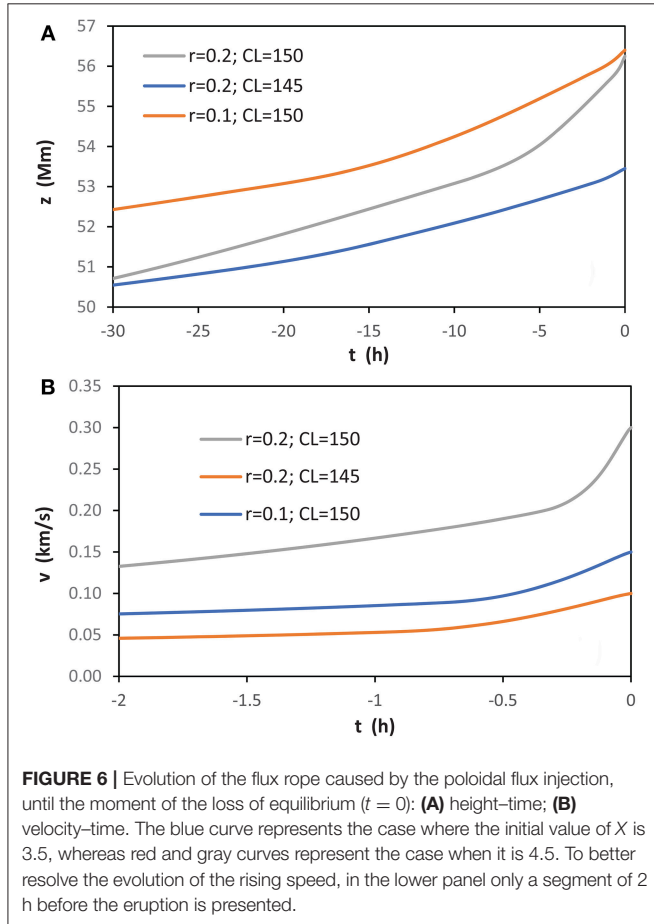 A
57
56
55
54
53
52
51
50
z (Mm)
r=0.2; CL=150
r=0.2; CL=145
r=0.1; CL=150
-30 -25 -20 -15 -10 -5 0
t (h)
B
0.35
0.30
0.25
0.20
0.15
0.10
0.05
0.00
v (km/s)
r=0.2; CL=150
r=0.2; CL=145
r=0.1; CL=150
-2 -1.5 -1 -0.5 0
t (h)
FIGURE 6 | Evolution of the flux rope caused by the poloidal flux injection,
until the moment of the loss of equilibrium (t = 0): (A) height–time; (B)
velocity–time. The blue curve represents the case where the initial value of X is
3.5, whereas red and gray curves represent the case when it is 4.5. To better
resolve the evolution of the rising speed, in the lower panel only a segment of 2
h before the eruption is presented.